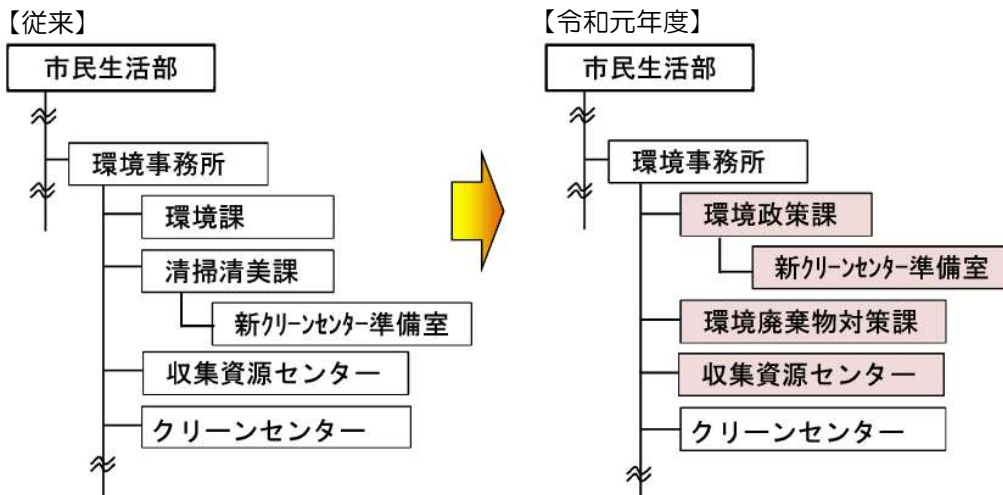 【従来】
市民生活部
環境事務所
環境課
清掃清美課
新クリーンセンター準備室
収集資源センター
クリーンセンター
【令和元年度】
市民生活部
環境事務所
環境政策課
新クリーンセンター準備室
環境廃棄物対策課
収集資源センター
クリーンセンター